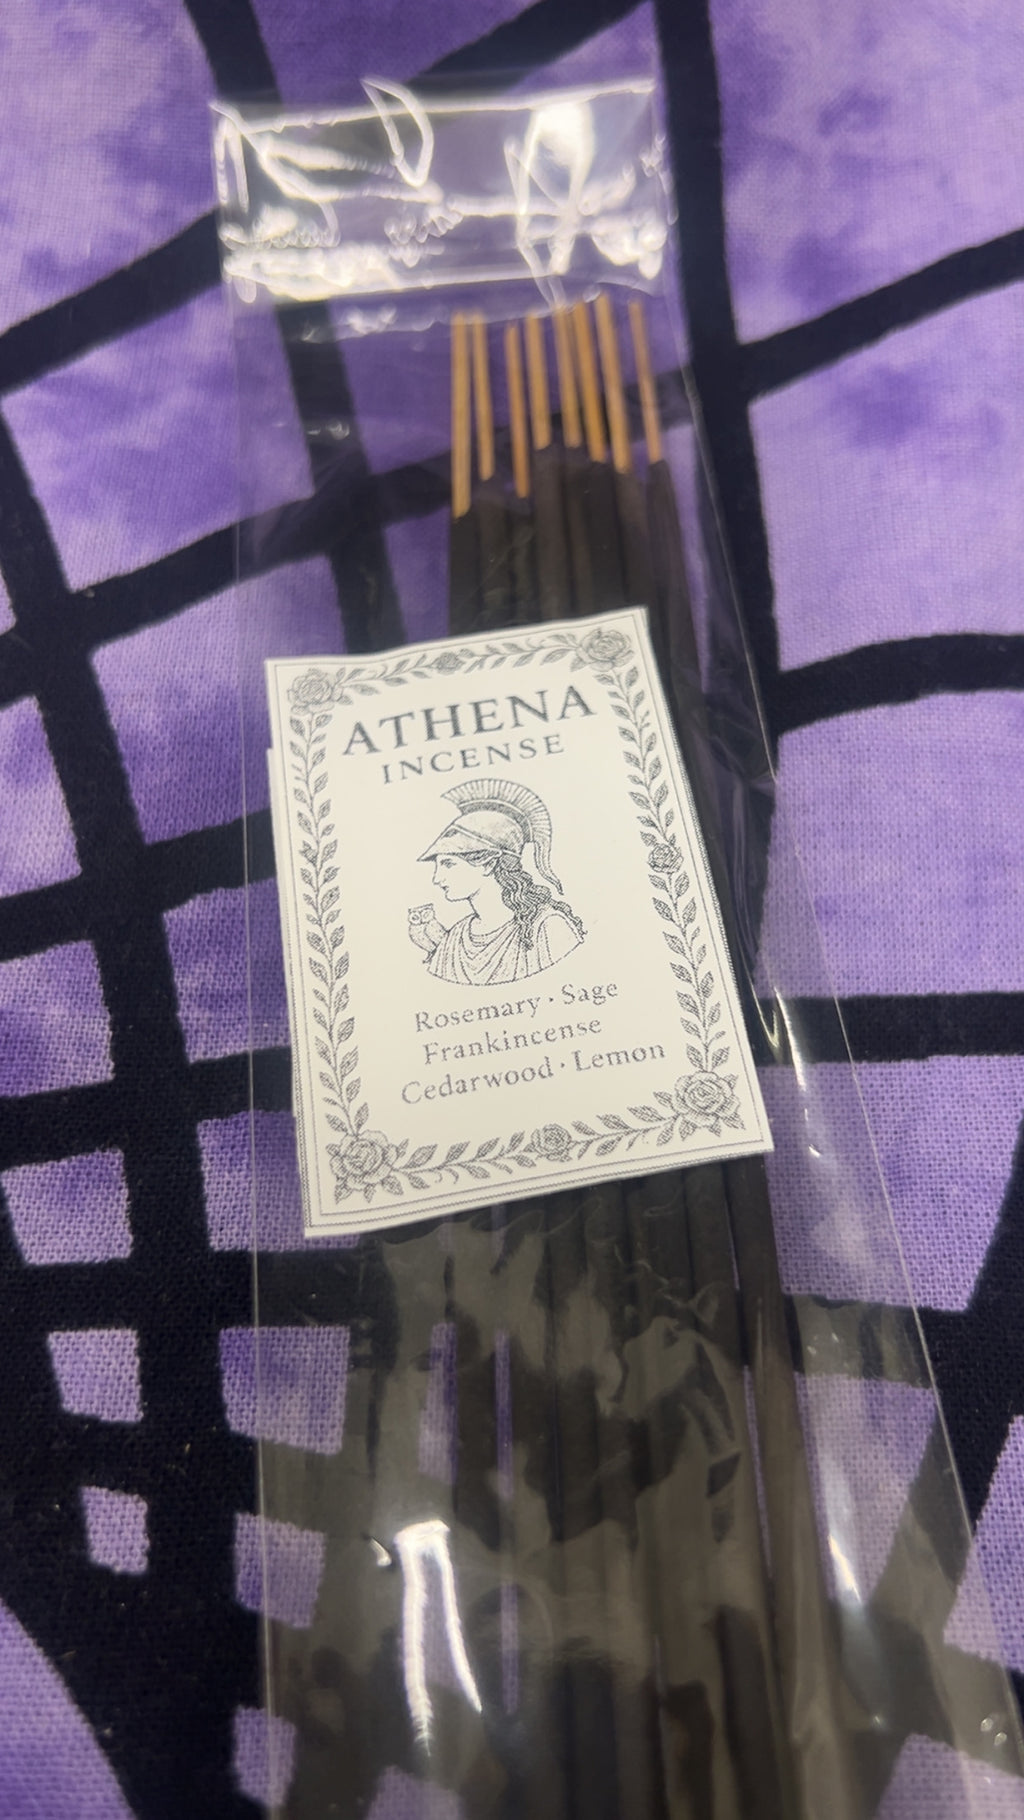 ATHENA
INCENSE
Rosemary · Sage
Frankincense
Cedarwood · Lemon